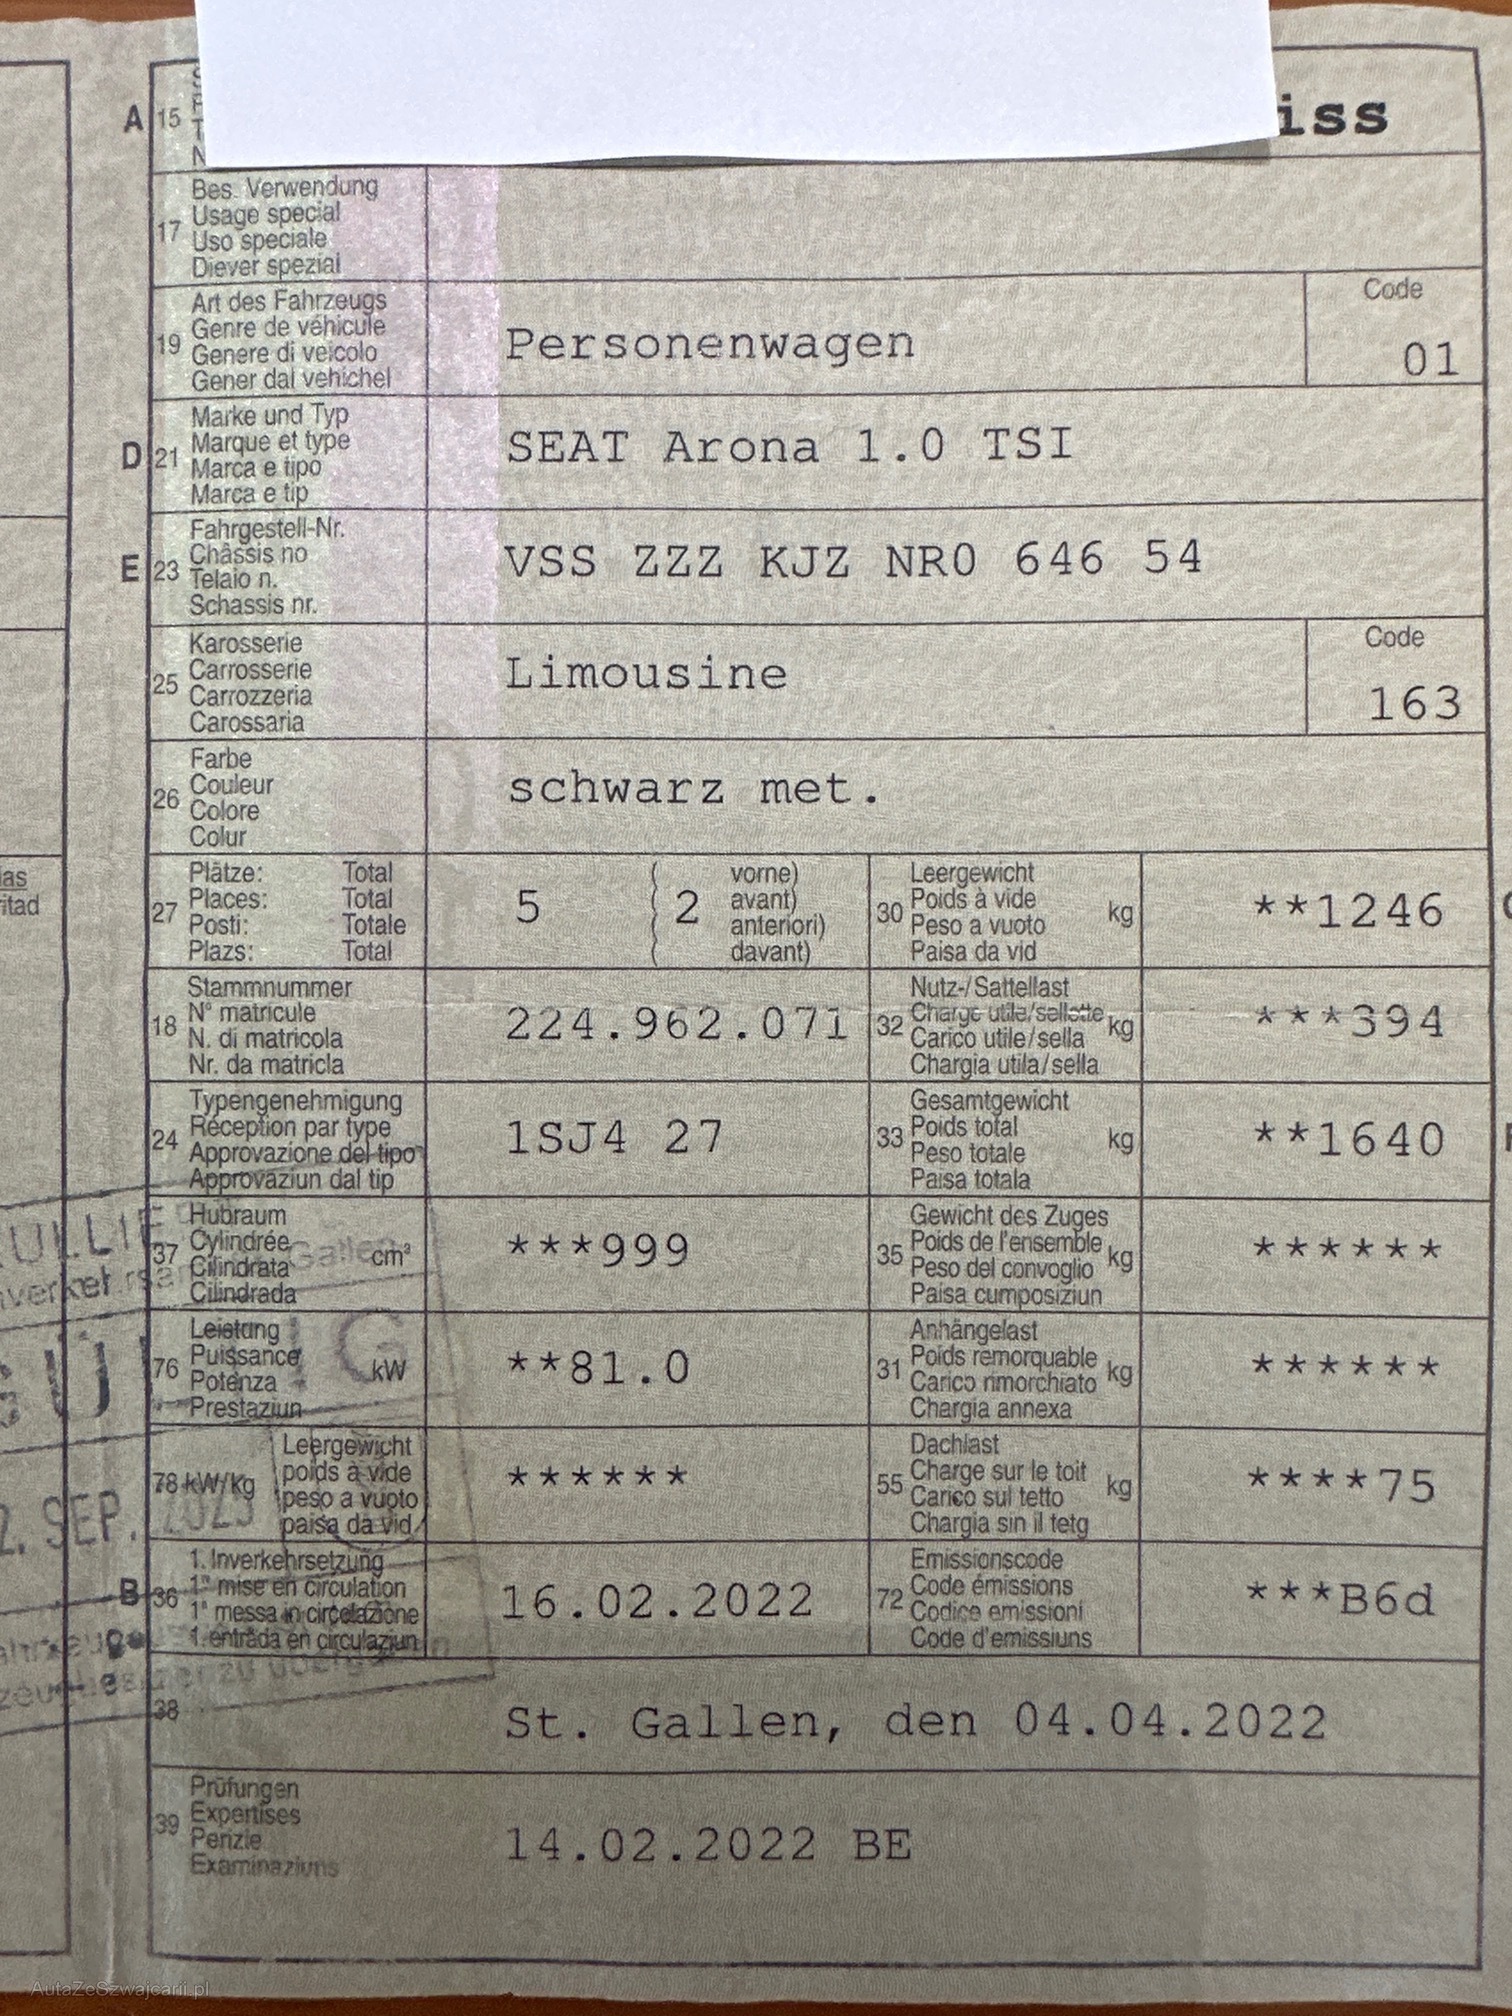 A 15 iss
17 Bes. Verwendung
Usage special
Uso speciale
Diever spezial
19 Art des Fahrzeugs
Genre de véhicule
Genere di veicolo
Gener dal vehichel
Personenwagen
Code
01
D 21 Marke und Typ
Marque et type
Marca e tipo
Marca e tip
SEAT Arona 1.0 TSI
E 23 Fahrgestell-Nr.
Châssis no
Telaio n.
Schassis nr.
VSS ZZZ KJZ NR0 646 54
25 Karosserie
Carrosserie
Carrozzeria
Carossaria
Limousine
Code
163
26 Farbe
Couleur
Colore
Colur
schwarz met.
27 Plätze: Total
Places: Total
Posti: Totale
Plazs: Total
5 ( 2 vorne)
avant)
anteriori)
davant)
30 Leergewicht
Poids à vide
Peso a vuoto
Paisa da vid
kg
**1246
18 Stammnummer
N° matricule
N. di matricola
Nr. da matricla
224.962.071
32 Nutz-/Sattellast
Charge utile/sellette
Carico utile/sella
Chargia utila/sella
kg
***394
24 Typengenehmigung
Réception par type
Approvazione del tipo
Approvaziun dal tip
1SJ4 27
33 Gesamtgewicht
Poids total
Peso totale
Paisa totala
kg
**1640
37 Hubraum
Cylindrée
Cilindrata
Cilindrada
cm³
***999
35 Gewicht des Zuges
Poids de l'ensemble
Peso del convoglio
Paisa cumposiziun
kg
******
76 Leistung
Puissance
Potenza
Prestaziun
kW
**81.0
31 Anhängelast
Poids remorquable
Carico rimorchiato
Chargia annexa
kg
******
78 kW/kg Leergewicht
poids à vide
peso a vuoto
paisa da vid
******
55 Dachlast
Charge sur le toit
Carico sul tetto
Chargia sin il tetg
kg
****75
B 36 1. Inverkehrsetzung
1re mise en circulation
1a messa in circolazione
1. entrada en circulaziun
16.02.2022
72 Emissionscode
Code émissions
Codice emissioni
Code d'emissiuns
***B6d
38
St. Gallen, den 04.04.2022
39 Prüfungen
Expertises
Perizie
Examinaziuns
14.02.2022 BE
Gallen
SEP. 2023
AutaZeSzwajcarii.pl